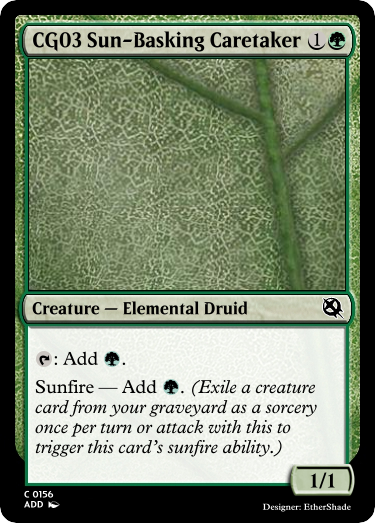 CG03 Sun-Basking Caretaker 1
Creature — Elemental Druid
: Add .
Sunfire — Add . (Exile a creature
card from your graveyard as a sorcery
once per turn or attack with this to
trigger this card's sunfire ability.)
1/1
C 0156
ADD
Designer: EtherShade